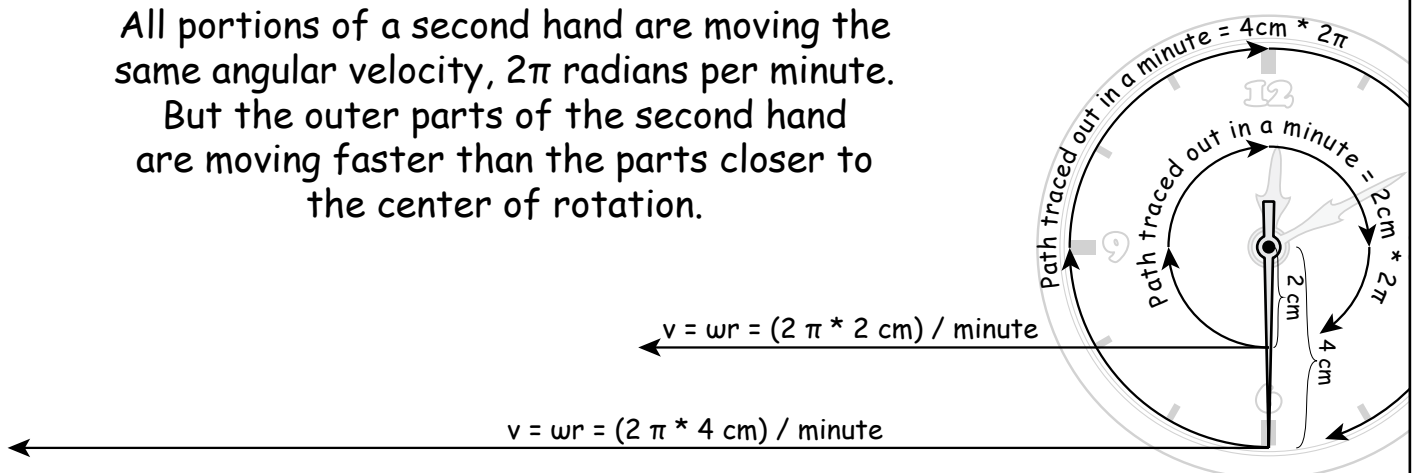 All portions of a second hand are moving the
same angular velocity, 2π radians per minute.
But the outer parts of the second hand
are moving faster than the parts closer to
the center of rotation.
Path traced out in a minute = 4cm * 2π
12
Path traced out in a minute = 2cm * 2π
9
2 cm
v = ωr = (2 π * 2 cm) / minute
4 cm
v = ωr = (2 π * 4 cm) / minute